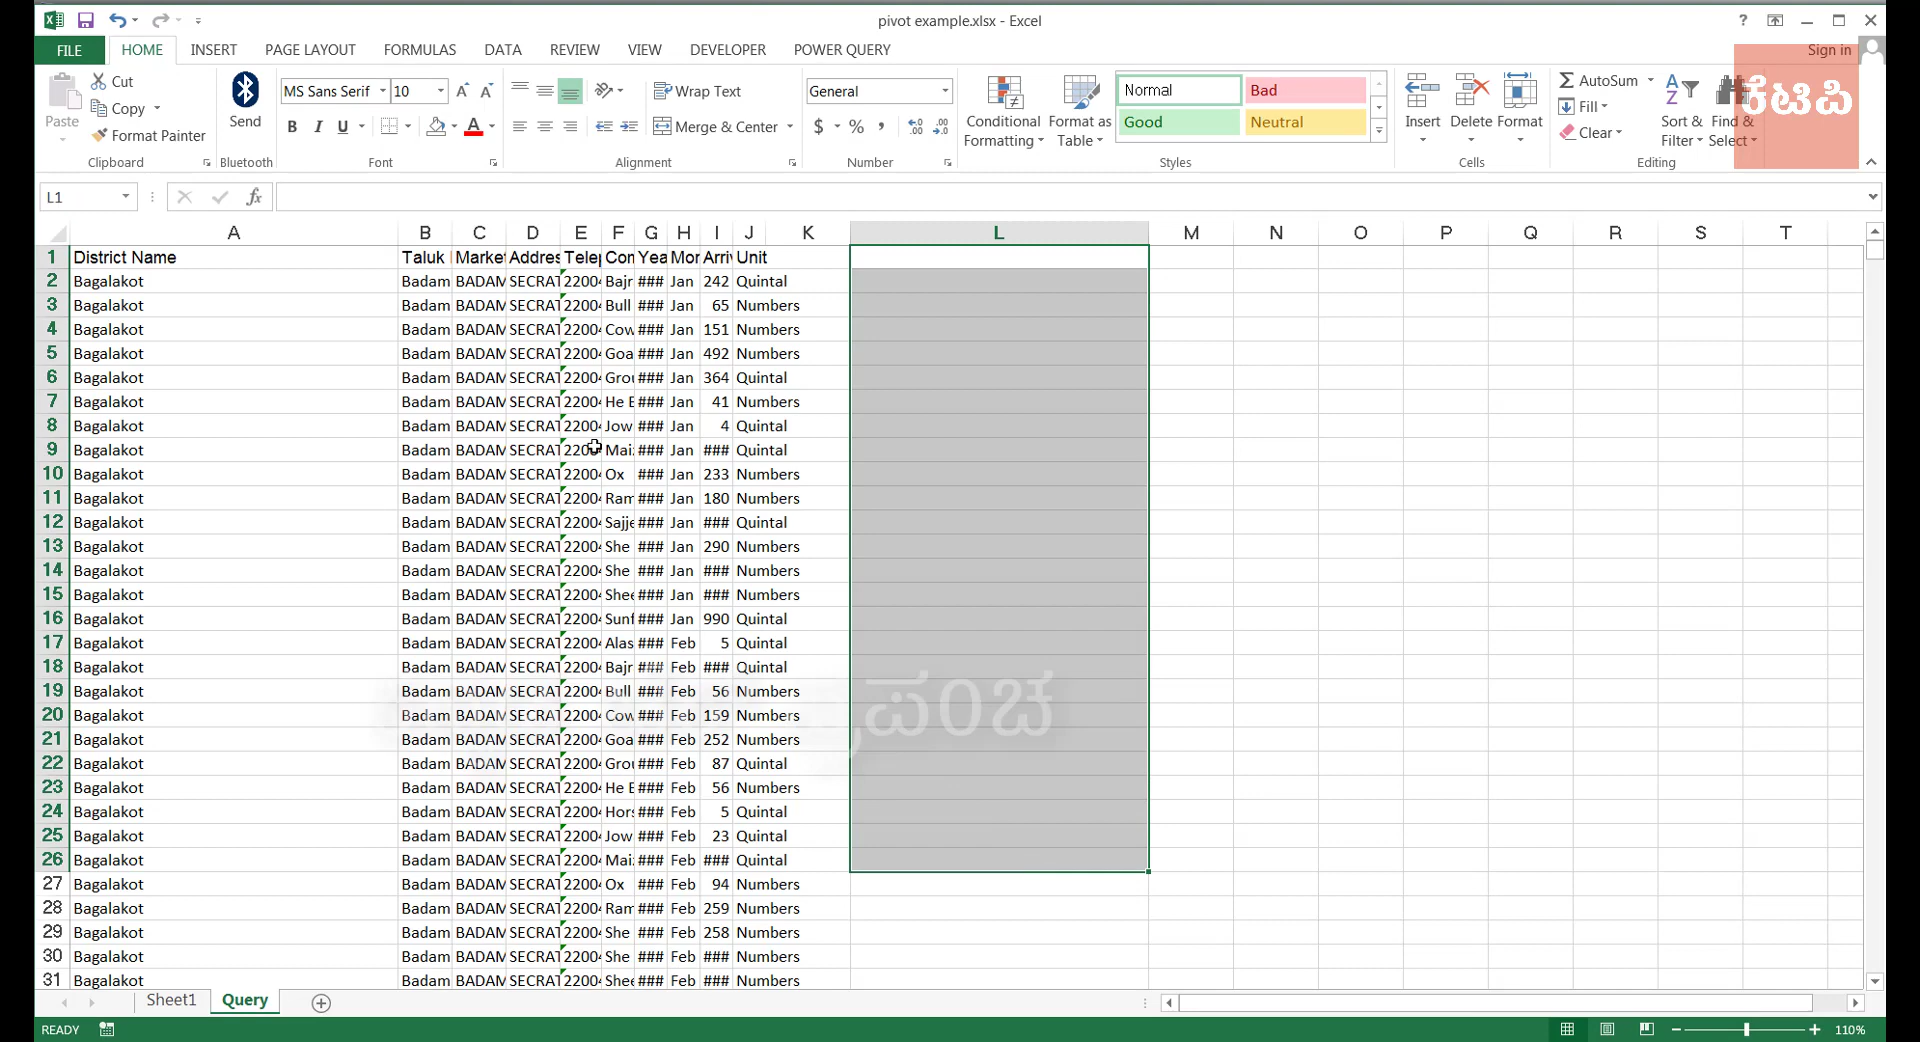 pivot example.xlsx - Excel
FILE HOME INSERT PAGE LAYOUT FORMULAS DATA REVIEW VIEW DEVELOPER POWER QUERY Sign in
ಕಟಪಿ
Paste Cut Copy Format Painter Clipboard
Send Bluetooth
MS Sans Serif 10 B I U Font
Wrap Text Merge & Center Alignment
General $ % , Number
Conditional Formatting Format as Table Normal Bad Good Neutral Styles
Insert Delete Format Cells
AutoSum Fill Clear Sort & Filter Find & Select Editing
L1 fx
A B C D E F G H I J K L M N O P Q R S T
1 District Name Taluk Marke Addres Telep Con Yea Mor Arri Unit
2 Bagalakot Badam BADAM SECRAT 2200 Bajr ### Jan 242 Quintal
3 Bagalakot Badam BADAM SECRAT 2200 Bull ### Jan 65 Numbers
4 Bagalakot Badam BADAM SECRAT 2200 Cow ### Jan 151 Numbers
5 Bagalakot Badam BADAM SECRAT 2200 Goa ### Jan 492 Numbers
6 Bagalakot Badam BADAM SECRAT 2200 Grou ### Jan 364 Quintal
7 Bagalakot Badam BADAM SECRAT 2200 He B ### Jan 41 Numbers
8 Bagalakot Badam BADAM SECRAT 2200 Jow ### Jan 4 Quintal
9 Bagalakot Badam BADAM SECRAT 220 Mai ### Jan ### Quintal
10 Bagalakot Badam BADAM SECRAT 2200 Ox ### Jan 233 Numbers
11 Bagalakot Badam BADAM SECRAT 2200 Ram ### Jan 180 Numbers
12 Bagalakot Badam BADAM SECRAT 2200 Sajje ### Jan ### Quintal
13 Bagalakot Badam BADAM SECRAT 2200 She ### Jan 290 Numbers
14 Bagalakot Badam BADAM SECRAT 2200 She ### Jan ### Numbers
15 Bagalakot Badam BADAM SECRAT 2200 Shee ### Jan ### Numbers
16 Bagalakot Badam BADAM SECRAT 2200 Sunf ### Jan 990 Quintal
17 Bagalakot Badam BADAM SECRAT 2200 Alas ### Feb 5 Quintal
18 Bagalakot Badam BADAM SECRAT 2200 Bajr ### Feb ### Quintal
19 Bagalakot Badam BADAM SECRAT 2200 Bull ### Feb 56 Numbers
20 Bagalakot Badam BADAM SECRAT 2200 Cow ### Feb 159 Numbers
21 Bagalakot Badam BADAM SECRAT 2200 Goa ### Feb 252 Numbers
22 Bagalakot Badam BADAM SECRAT 2200 Grou ### Feb 87 Quintal
23 Bagalakot Badam BADAM SECRAT 2200 He B ### Feb 56 Numbers
24 Bagalakot Badam BADAM SECRAT 2200 Hors ### Feb 5 Quintal
25 Bagalakot Badam BADAM SECRAT 2200 Jow ### Feb 23 Quintal
26 Bagalakot Badam BADAM SECRAT 2200 Mai ### Feb ### Quintal
27 Bagalakot Badam BADAM SECRAT 2200 Ox ### Feb 94 Numbers
28 Bagalakot Badam BADAM SECRAT 2200 Ram ### Feb 259 Numbers
29 Bagalakot Badam BADAM SECRAT 2200 She ### Feb 258 Numbers
30 Bagalakot Badam BADAM SECRAT 2200 She ### Feb ### Numbers
31 Bagalakot Badam BADAM SECRAT 2200 Shee ### Feb ### Numbers
Sheet1 Query
READY 110%